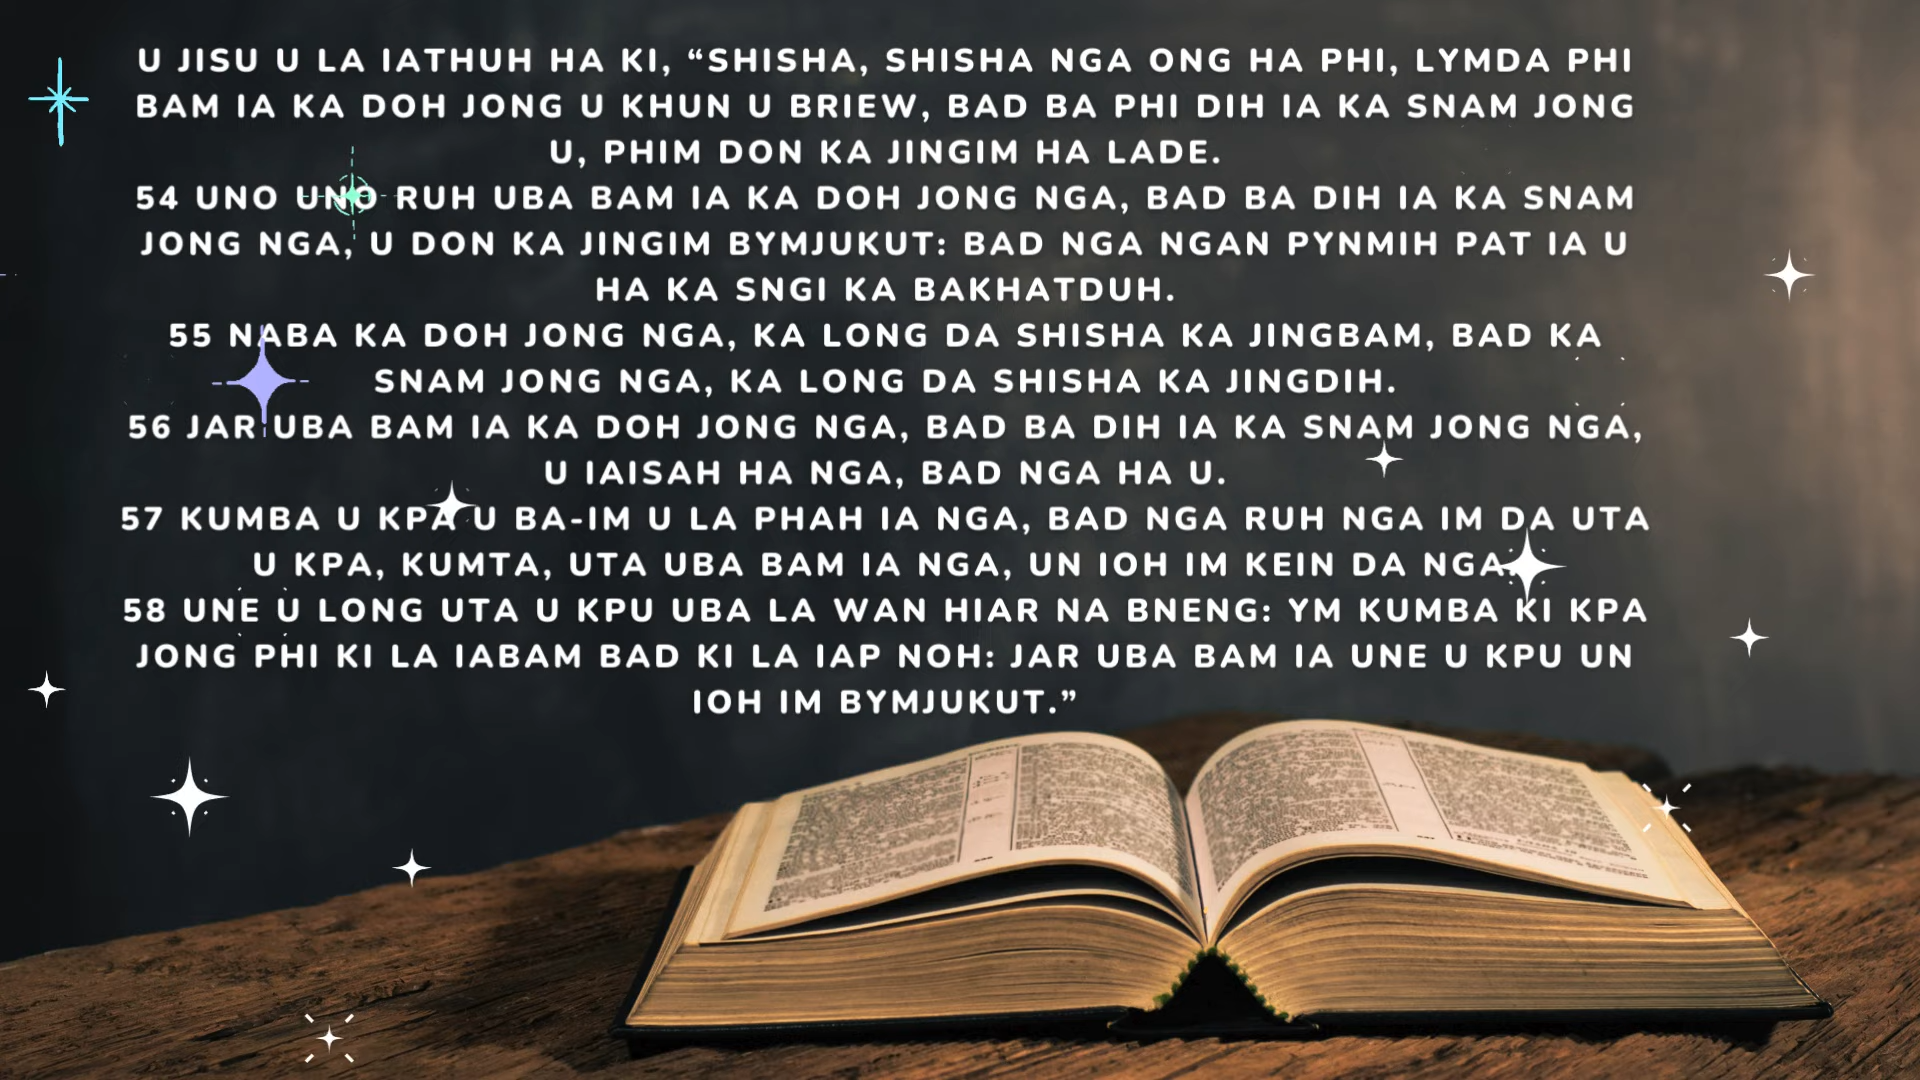 U JISU U LA IATHUH HA KI, “SHISHA, SHISHA NGA ONG HA PHI, LYMDA PHI
BAM IA KA DOH JONG U KHUN U BRIEW, BAD BA PHI DIH IA KA SNAM JONG
U, PHIM DON KA JINGIM HA LADE.
54 UNO UNO RUH UBA BAM IA KA DOH JONG NGA, BAD BA DIH IA KA SNAM
JONG NGA, U DON KA JINGIM BYMJUKUT: BAD NGA NGAN PYNMIH PAT IA U
HA KA SNGI KA BAKHATDUH.
55 NABA KA DOH JONG NGA, KA LONG DA SHISHA KA JINGBAM, BAD KA
SNAM JONG NGA, KA LONG DA SHISHA KA JINGDIH.
56 JAR UBA BAM IA KA DOH JONG NGA, BAD BA DIH IA KA SNAM JONG NGA,
U IAISAH HA NGA, BAD NGA HA U.
57 KUMBA U KPA U BA-IM U LA PHAH IA NGA, BAD NGA RUH NGA IM DA UTA
U KPA, KUMTA, UTA UBA BAM IA NGA, UN IOH IM KEIN DA NGA.
58 UNE U LONG UTA U KPU UBA LA WAN HIAR NA BNENG: YM KUMBA KI KPA
JONG PHI KI LA IABAM BAD KI LA IAP NOH: JAR UBA BAM IA UNE U KPU UN
IOH IM BYMJUKUT.”